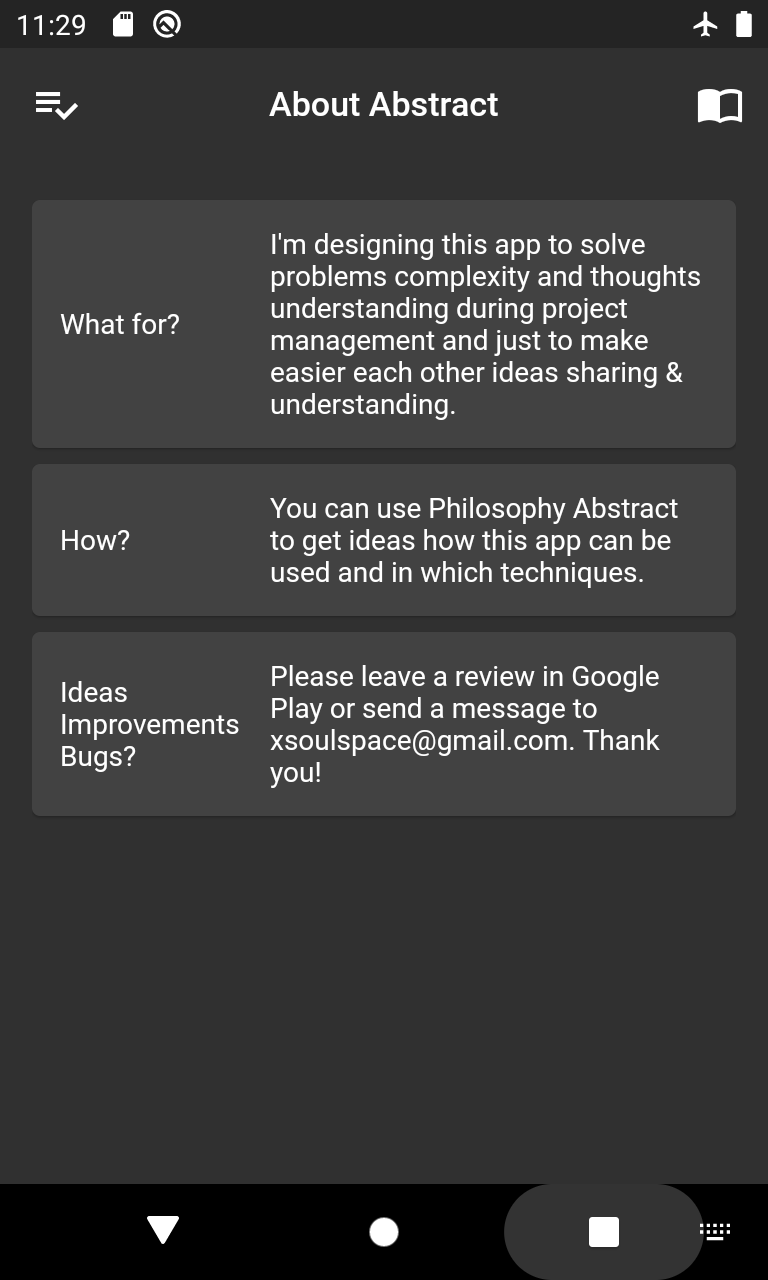 11:29
About Abstract
What for?
I'm designing this app to solve
problems complexity and thoughts
understanding during project
management and just to make
easier each other ideas sharing &
understanding.
How?
You can use Philosophy Abstract
to get ideas how this app can be
used and in which techniques.
Ideas
Improvements
Bugs?
Please leave a review in Google
Play or send a message to
xsoulspace@gmail.com. Thank
you!